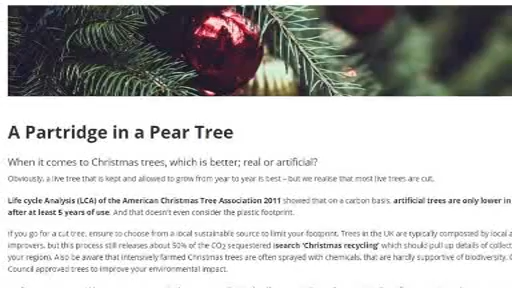 A Partridge in a Pear Tree
When it comes to Christmas trees, which is better; real or artificial?
Obviously, a live tree that is kept and allowed to grow from year to year is best – but we realise that most live trees are cut.
Life cycle Analysis (LCA) of the American Christmas Tree Association 2011 showed that on a carbon basis, artificial trees are only lower in
after at least 5 years of use. And that doesn't even consider the plastic footprint.
If you go for a cut tree, ensure to choose from a local sustainable source to limit your footprint. Trees in the UK are typically composted by local a
improvers, but this process still releases about 50% of the CO2 sequestered (search 'Christmas recycling' which should pull up details of collect
your region). Also be aware that intensively farmed Christmas trees are often sprayed with chemicals, that are hardly supportive of biodiversity.
Council approved trees to improve your environmental impact.